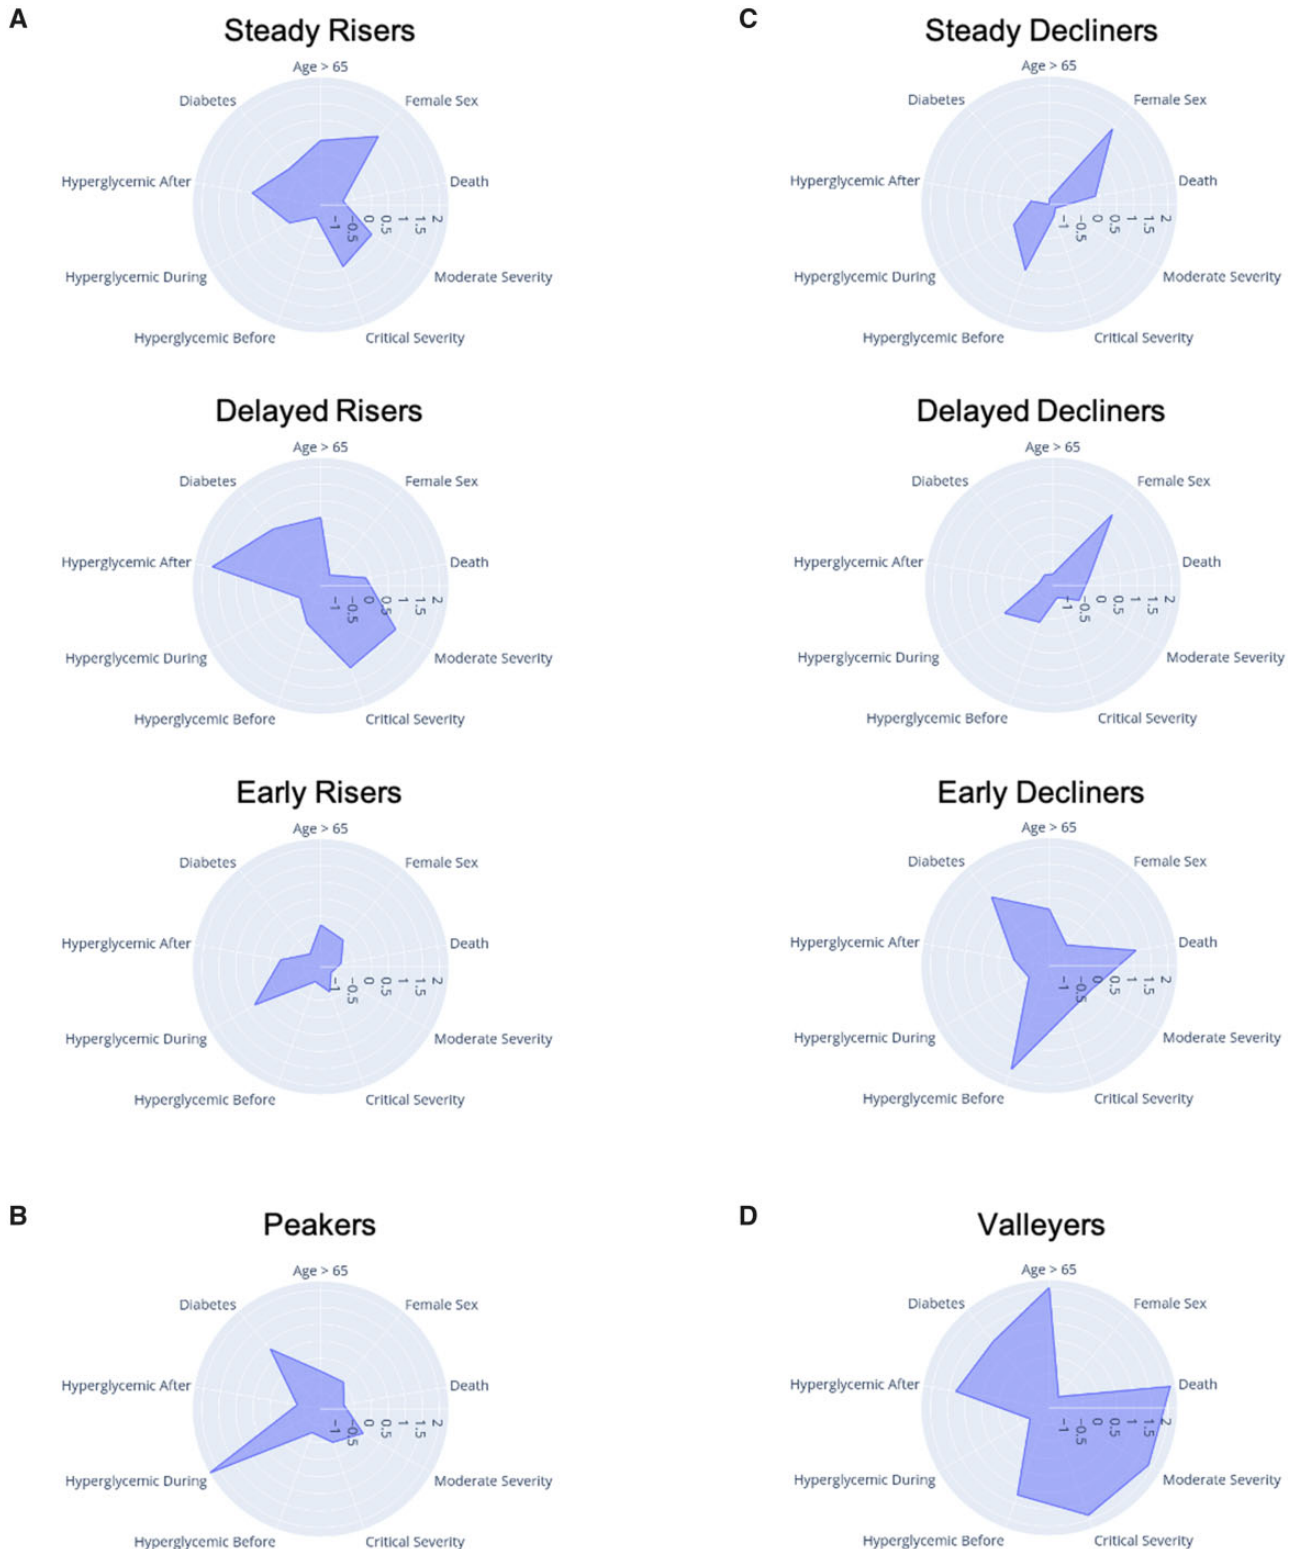 A
Steady Risers
Age > 65
Diabetes
Female Sex
Hyperglycemic After
Death
−1
−0.5
0
0.5
1
1.5
2
Hyperglycemic During
Moderate Severity
Hyperglycemic Before
Critical Severity
Delayed Risers
Age > 65
Diabetes
Female Sex
Hyperglycemic After
Death
−1
−0.5
0
0.5
1
1.5
2
Hyperglycemic During
Moderate Severity
Hyperglycemic Before
Critical Severity
Early Risers
Age > 65
Diabetes
Female Sex
Hyperglycemic After
Death
−1
−0.5
0
0.5
1
1.5
2
Hyperglycemic During
Moderate Severity
Hyperglycemic Before
Critical Severity
B
Peakers
Age > 65
Diabetes
Female Sex
Hyperglycemic After
Death
−1
−0.5
0
0.5
1
1.5
2
Hyperglycemic During
Moderate Severity
Hyperglycemic Before
Critical Severity
C
Steady Decliners
Age > 65
Diabetes
Female Sex
Hyperglycemic After
Death
−1
−0.5
0
0.5
1
1.5
2
Hyperglycemic During
Moderate Severity
Hyperglycemic Before
Critical Severity
Delayed Decliners
Age > 65
Diabetes
Female Sex
Hyperglycemic After
Death
−1
−0.5
0
0.5
1
1.5
2
Hyperglycemic During
Moderate Severity
Hyperglycemic Before
Critical Severity
Early Decliners
Age > 65
Diabetes
Female Sex
Hyperglycemic After
Death
−1
−0.5
0
0.5
1
1.5
2
Hyperglycemic During
Moderate Severity
Hyperglycemic Before
Critical Severity
D
Valleyers
Age > 65
Diabetes
Female Sex
Hyperglycemic After
Death
−1
−0.5
0
0.5
1
1.5
2
Hyperglycemic During
Moderate Severity
Hyperglycemic Before
Critical Severity